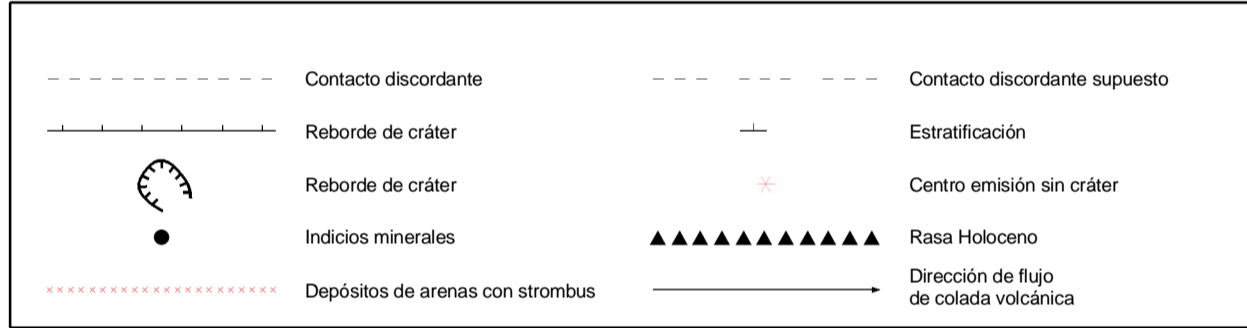 Contacto discordante
Reborde de cráter
Reborde de cráter
Indicios minerales
Depósitos de arenas con strombus
Contacto discordante supuesto
Estratificación
Centro emisión sin cráter
Rasa Holoceno
Dirección de flujo
de colada volcánica